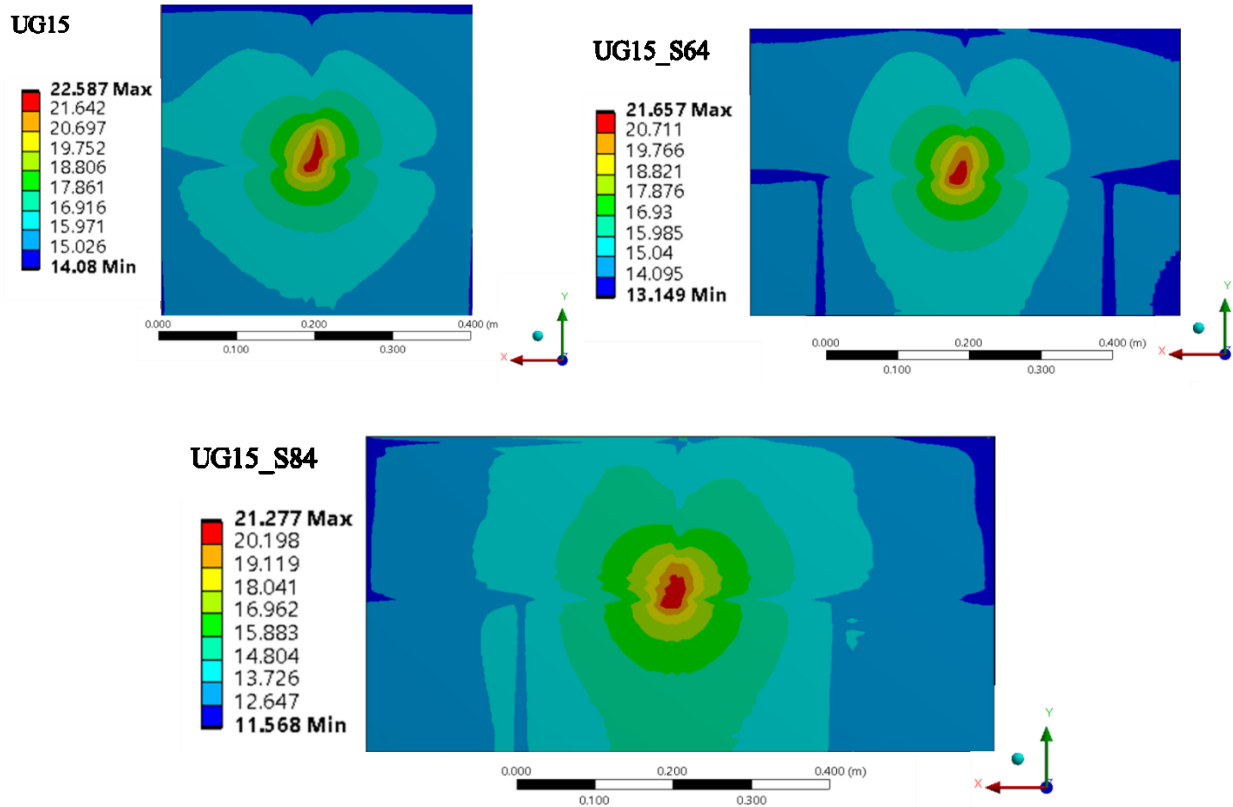 UG15
22.587 Max
21.642
20.697
19.752
18.806
17.861
16.916
15.971
15.026
14.08 Min
0.000 0.200 0.400 (m
0.100 0.300
Y
X
UG15_S64
21.657 Max
20.711
19.766
18.821
17.876
16.93
15.985
15.04
14.095
13.149 Min
0.000 0.200 0.400 (m)
0.100 0.300
Y
X
UG15_S84
21.277 Max
20.198
19.119
18.041
16.962
15.883
14.804
13.726
12.647
11.568 Min
0.000 0.200 0.400 (m)
0.100 0.300
Y
X